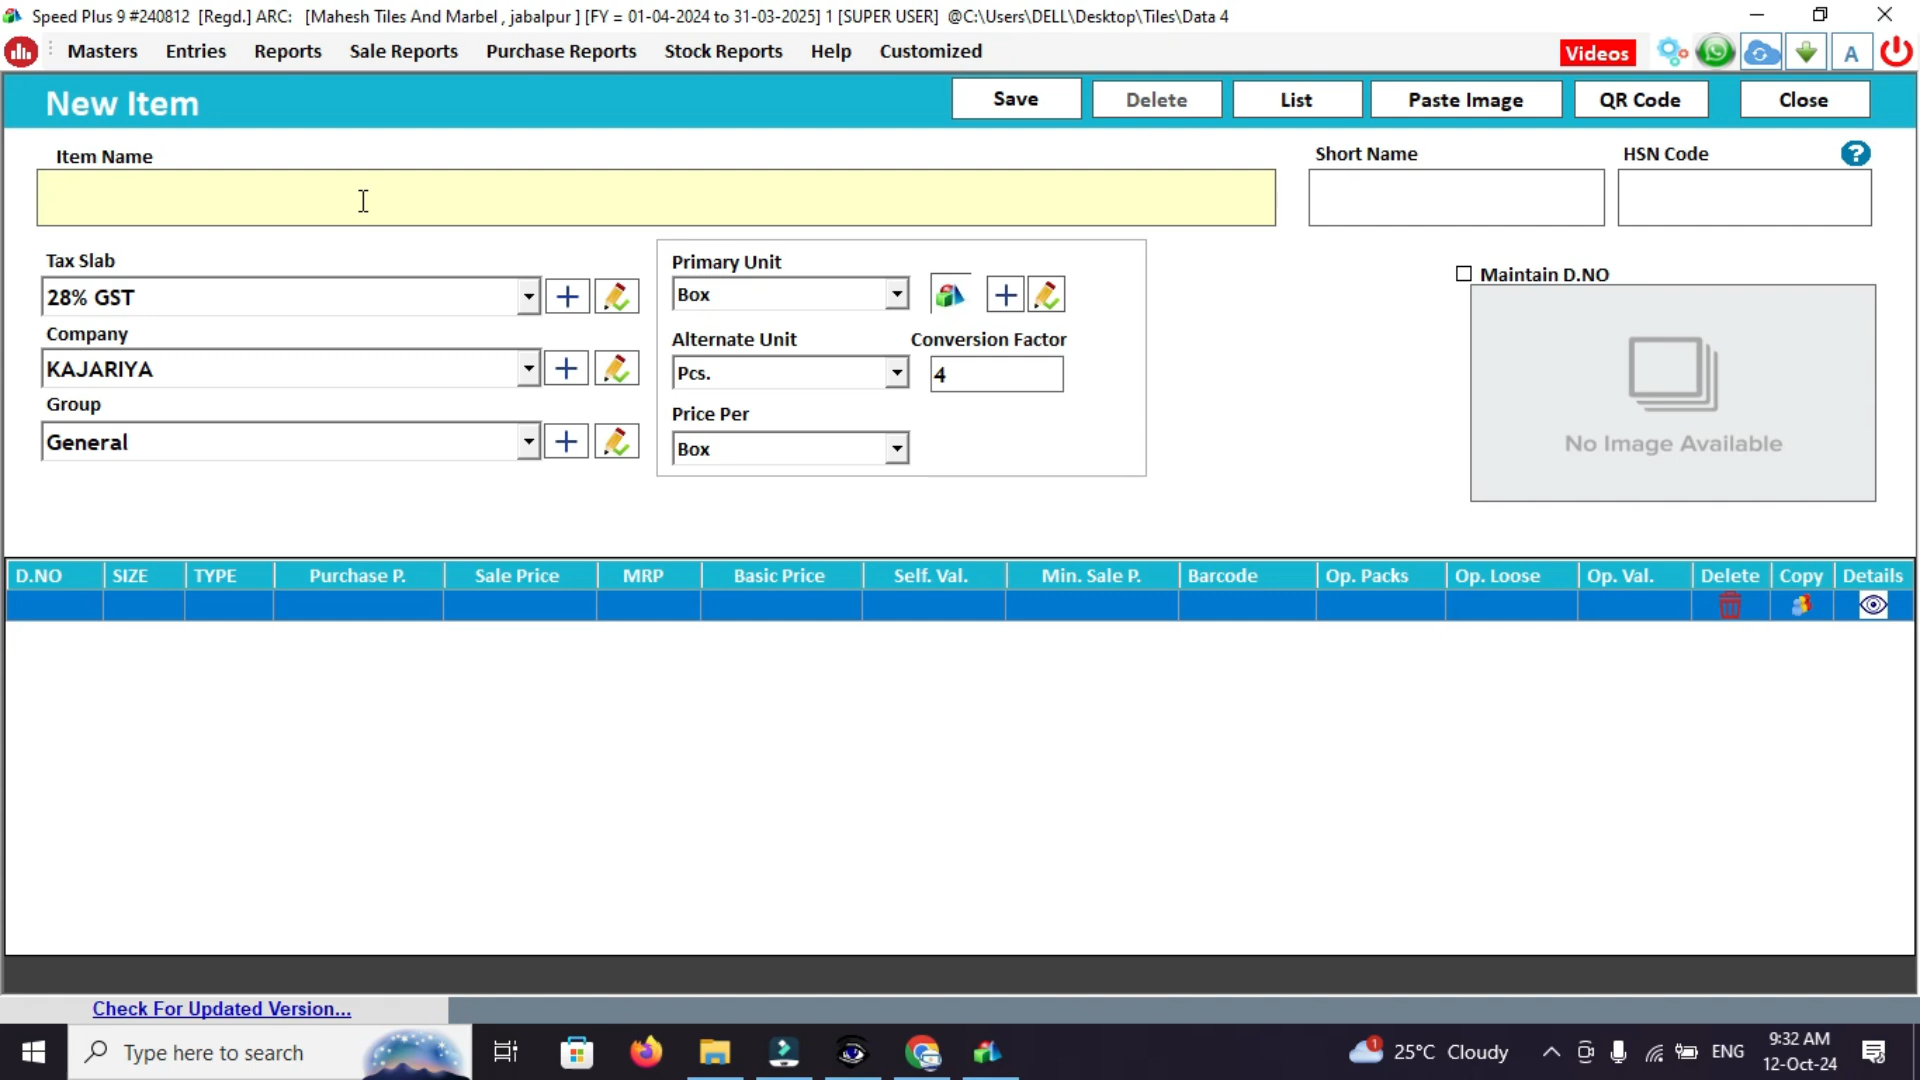 Speed Plus 9 #240812 [Regd.] ARC: [Mahesh Tiles And Marbel , jabalpur ] [FY = 01-04-2024 to 31-03-2025] 1 [SUPER USER] @C:\Users\DELL\Desktop\Tiles\Data 4
Masters Entries Reports Sale Reports Purchase Reports Stock Reports Help Customized Videos A
New Item Save Delete List Paste Image QR Code Close
Item Name Short Name HSN Code ?
Tax Slab Primary Unit Maintain D.NO
28% GST Box
Company Alternate Unit Conversion Factor
KAJARIYA Pcs. 4
Group Price Per
General Box No Image Available
D.NO SIZE TYPE Purchase P. Sale Price MRP Basic Price Self. Val. Min. Sale P. Barcode Op. Packs Op. Loose Op. Val. Delete Copy Details
Check For Updated Version...
Type here to search 1 25°C Cloudy ENG 9:32 AM
12-Oct-24